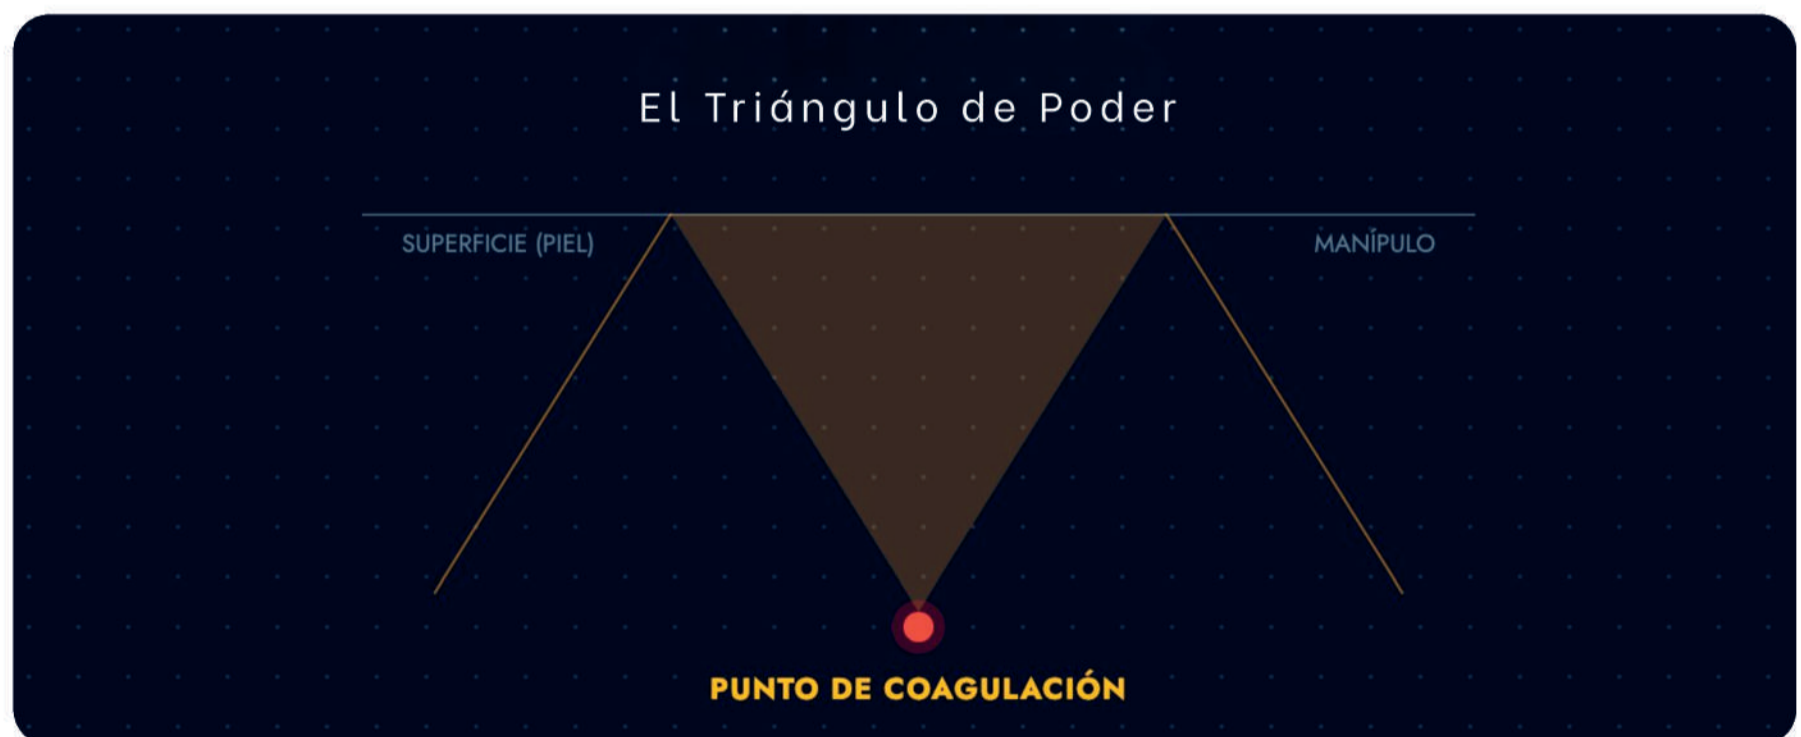 El Triángulo de Poder
SUPERFICIE (PIEL)
MANÍPULO
PUNTO DE COAGULACIÓN